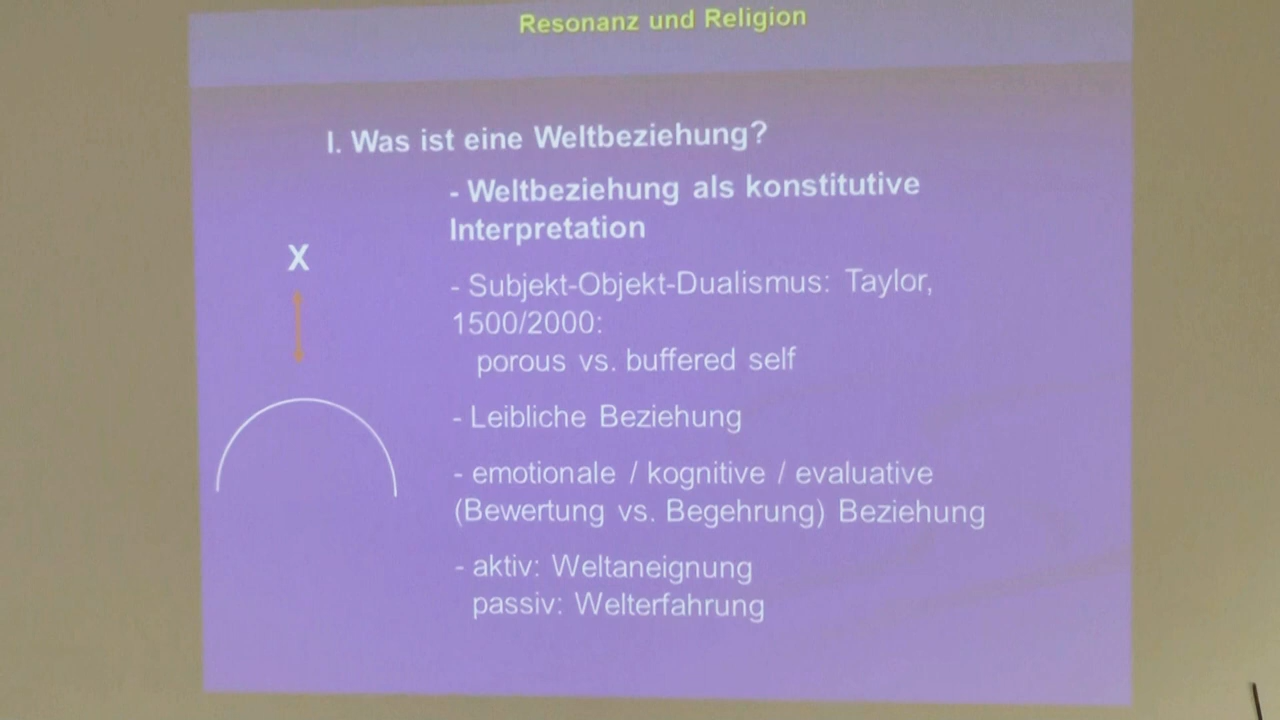 Resonanz und Religion
I. Was ist eine Weltbeziehung?
- Weltbeziehung als konstitutive
Interpretation
X
- Subjekt-Objekt-Dualismus: Taylor,
1500/2000:
porous vs. buffered self
- Leibliche Beziehung
- emotionale / kognitive / evaluative
(Bewertung vs. Begehrung) Beziehung
- aktiv: Weltaneignung
passiv: Welterfahrung